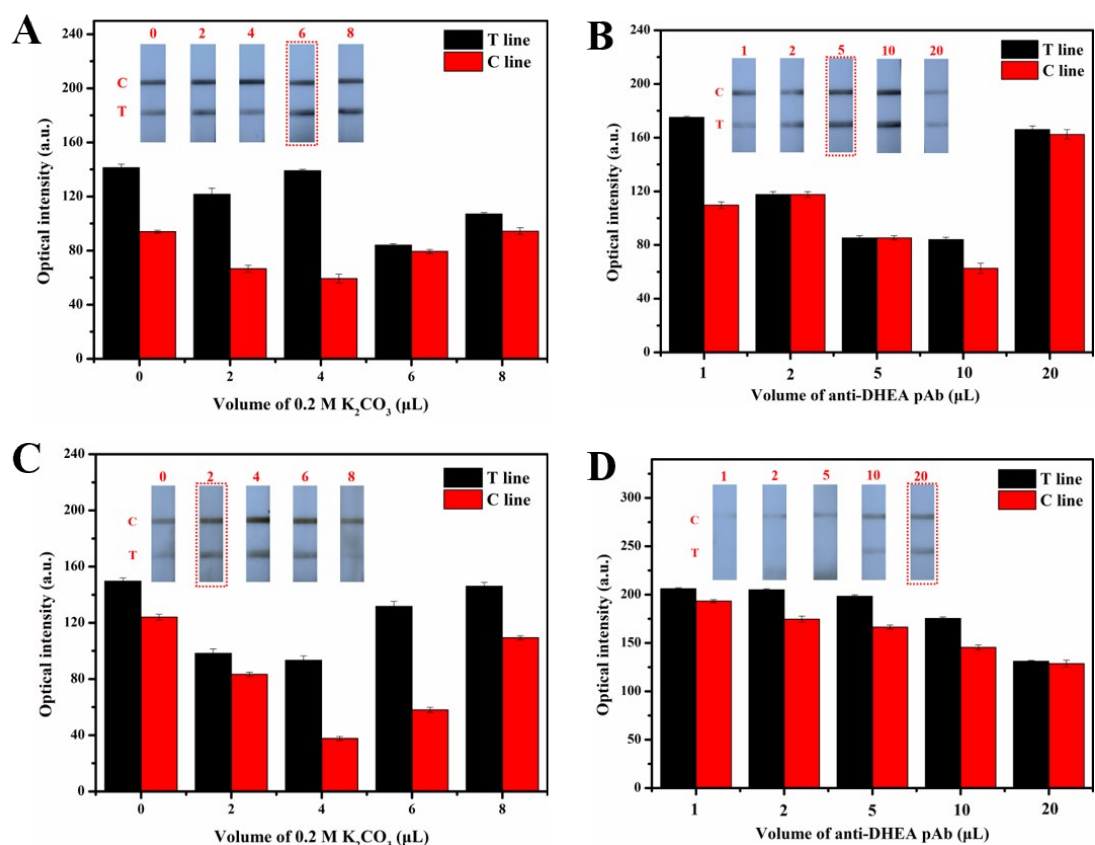 A
240
200
160
120
80
40
0
Optical intensity (a.u.)
0 2 4 6 8
C
T
T line
C line
0 2 4 6 8
Volume of 0.2 M K₂CO₃ (μL)
B
240
200
160
120
80
40
0
Optical intensity (a.u.)
1 2 5 10 20
C
T
T line
C line
1 2 5 10 20
Volume of anti-DHEA pAb (μL)
C
240
200
160
120
80
40
0
Optical intensity (a.u.)
0 2 4 6 8
C
T
T line
C line
0 2 4 6 8
Volume of 0.2 M K₂CO₃ (μL)
D
300
250
200
150
100
50
0
Optical intensity (a.u.)
1 2 5 10 20
C
T
T line
C line
1 2 5 10 20
Volume of anti-DHEA pAb (μL)